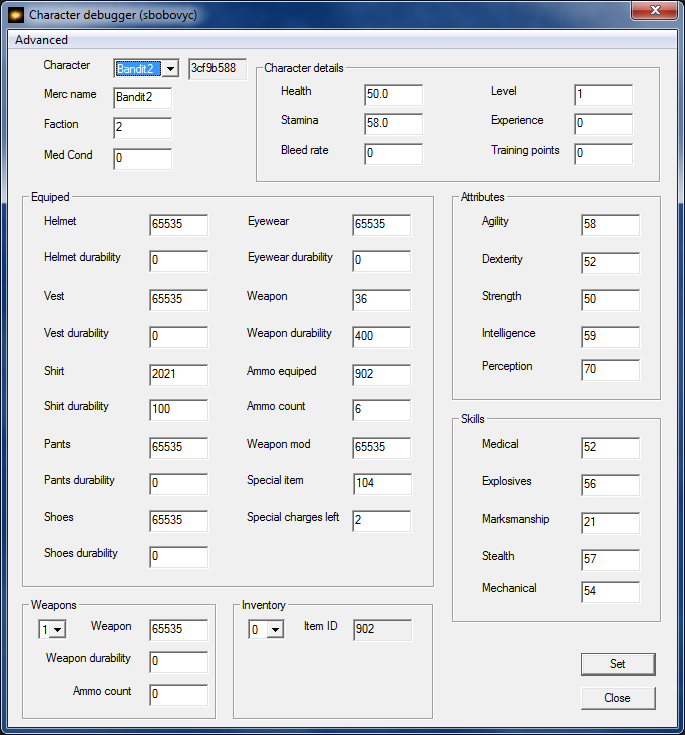 Character debugger (sbobovyc)
Advanced
Character Bandit2 3cf9b588
Merc name Bandit2
Faction 2
Med Cond 0
Character details
Health 50.0 Level 1
Stamina 58.0 Experience 0
Bleed rate 0 Training points 0
Equiped
Helmet 65535 Eyewear 65535
Helmet durability 0 Eyewear durability 0
Vest 65535 Weapon 36
Vest durability 0 Weapon durability 400
Shirt 2021 Ammo equiped 902
Shirt durability 100 Ammo count 6
Pants 65535 Weapon mod 65535
Pants durability 0 Special item 104
Shoes 65535 Special charges left 2
Shoes durability 0
Attributes
Agility 58
Dexterity 52
Strength 50
Intelligence 59
Perception 70
Skills
Medical 52
Explosives 56
Marksmanship 21
Stealth 57
Mechanical 54
Weapons
1 Weapon 65535
Weapon durability 0
Ammo count 0
Inventory
0 Item ID 902
Set
Close